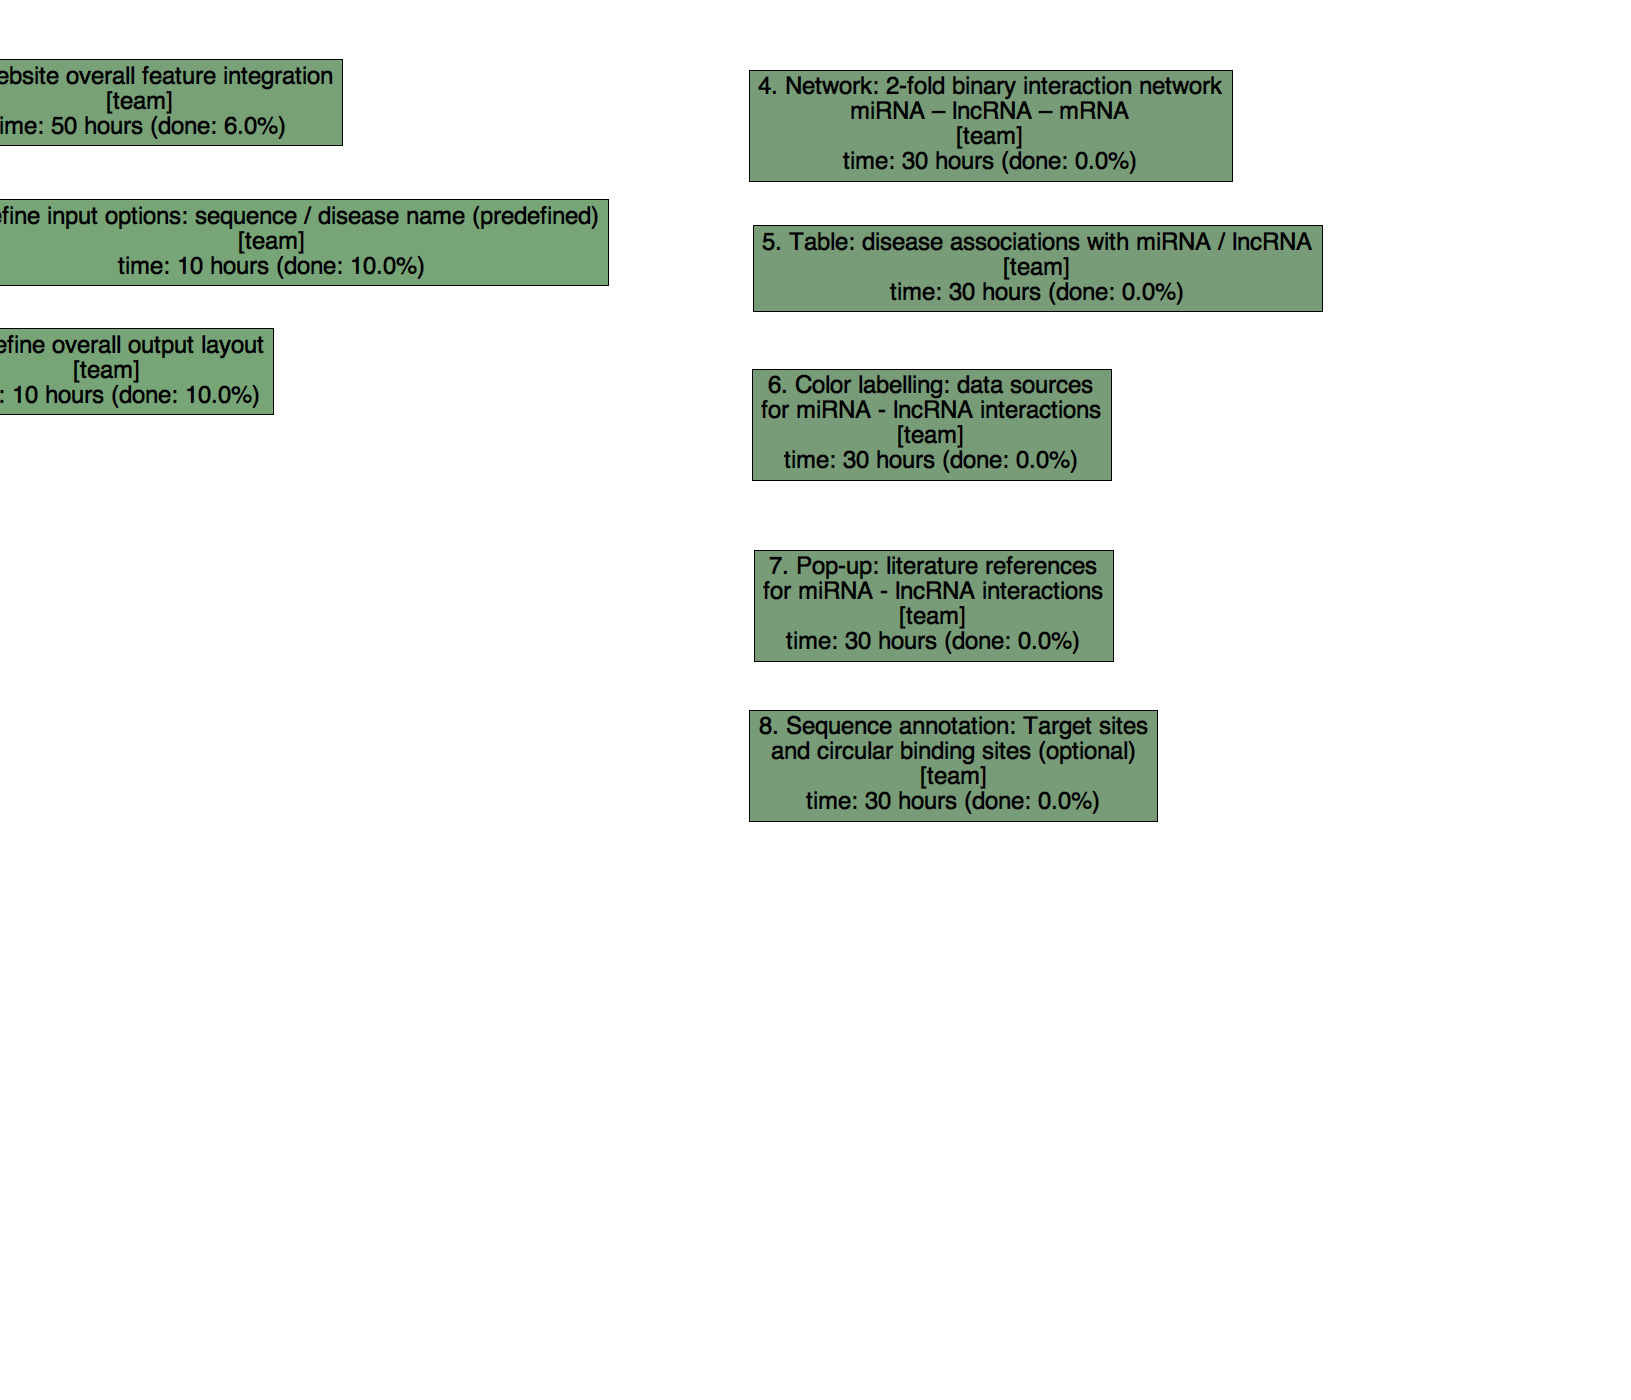 ebsite overall feature integration
[team]
ime: 50 hours (done: 6.0%)
efine input options: sequence / disease name (predefined)
[team]
time: 10 hours (done: 10.0%)
efine overall output layout
[team]
: 10 hours (done: 10.0%)
4. Network: 2-fold binary interaction network
miRNA – lncRNA – mRNA
[team]
time: 30 hours (done: 0.0%)
5. Table: disease associations with miRNA / lncRNA
[team]
time: 30 hours (done: 0.0%)
6. Color labelling: data sources
for miRNA - lncRNA interactions
[team]
time: 30 hours (done: 0.0%)
7. Pop-up: literature references
for miRNA - lncRNA interactions
[team]
time: 30 hours (done: 0.0%)
8. Sequence annotation: Target sites
and circular binding sites (optional)
[team]
time: 30 hours (done: 0.0%)